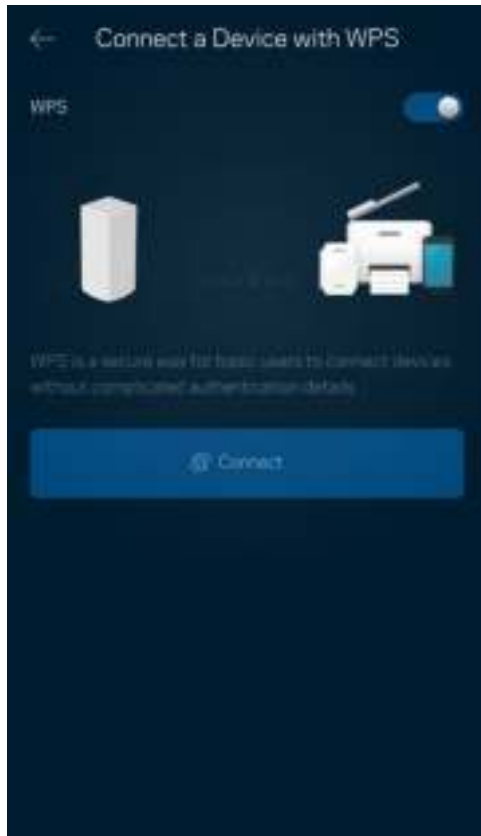 Connect a Device with WPS
WPS
WPS is a secure way for basic users to connect devices
without complicated authentication details.
Connect